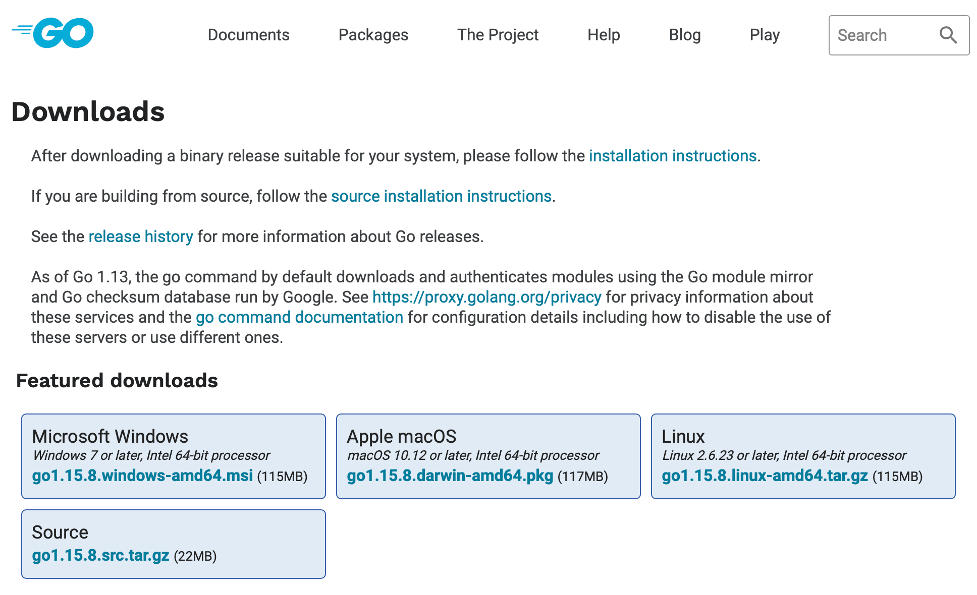 GO
Documents
Packages
The Project
Help
Blog
Play
Search
Downloads
After downloading a binary release suitable for your system, please follow the installation instructions.
If you are building from source, follow the source installation instructions.
See the release history for more information about Go releases.
As of Go 1.13, the go command by default downloads and authenticates modules using the Go module mirror
and Go checksum database run by Google. See https://proxy.golang.org/privacy for privacy information about
these services and the go command documentation for configuration details including how to disable the use of
these servers or use different ones.
Featured downloads
Microsoft Windows
Windows 7 or later, Intel 64-bit processor
go1.15.8.windows-amd64.msi (115MB)
Apple macOS
macOS 10.12 or later, Intel 64-bit processor
go1.15.8.darwin-amd64.pkg (117MB)
Linux
Linux 2.6.23 or later, Intel 64-bit processor
go1.15.8.linux-amd64.tar.gz (115MB)
Source
go1.15.8.src.tar.gz (22MB)